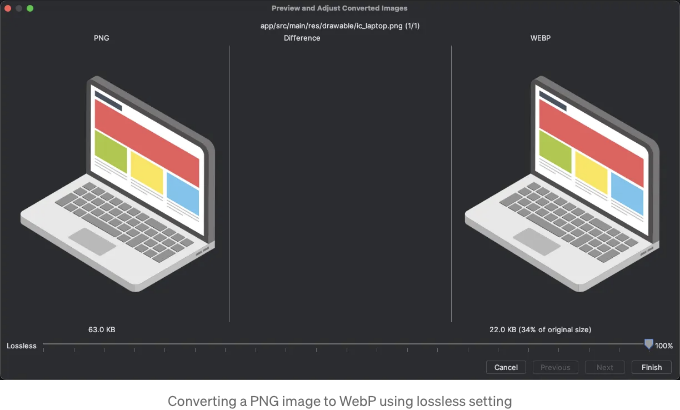 Preview and Adjust Converted Images
app/src/main/res/drawable/ic_laptop.png (1/1)
PNG
Difference
WEBP
63.0 KB
22.0 KB (34% of original size)
Lossless
100%
Cancel
Previous
Next
Finish
Converting a PNG image to WebP using lossless setting